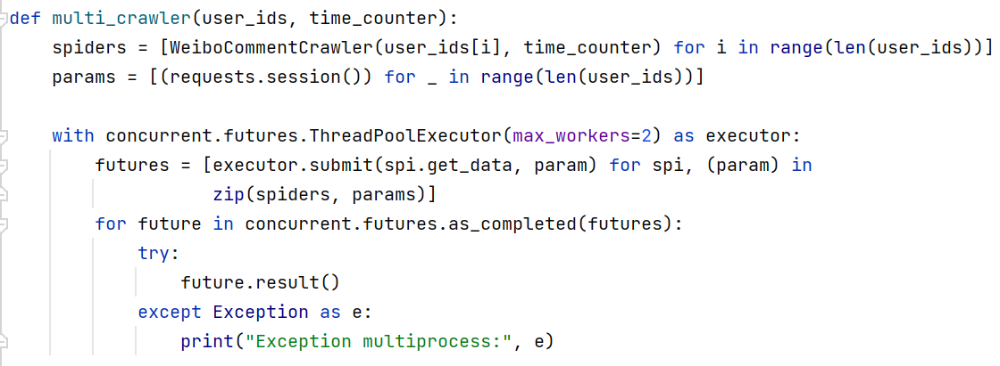 def multi_crawler(user_ids, time_counter):
    spiders = [WeiboCommentCrawler(user_ids[i], time_counter) for i in range(len(user_ids))]
    params = [(requests.session()) for _ in range(len(user_ids))]

    with concurrent.futures.ThreadPoolExecutor(max_workers=2) as executor:
        futures = [executor.submit(spi.get_data, param) for spi, (param) in
                   zip(spiders, params)]
        for future in concurrent.futures.as_completed(futures):
            try:
                future.result()
            except Exception as e:
                print("Exception multiprocess:", e)